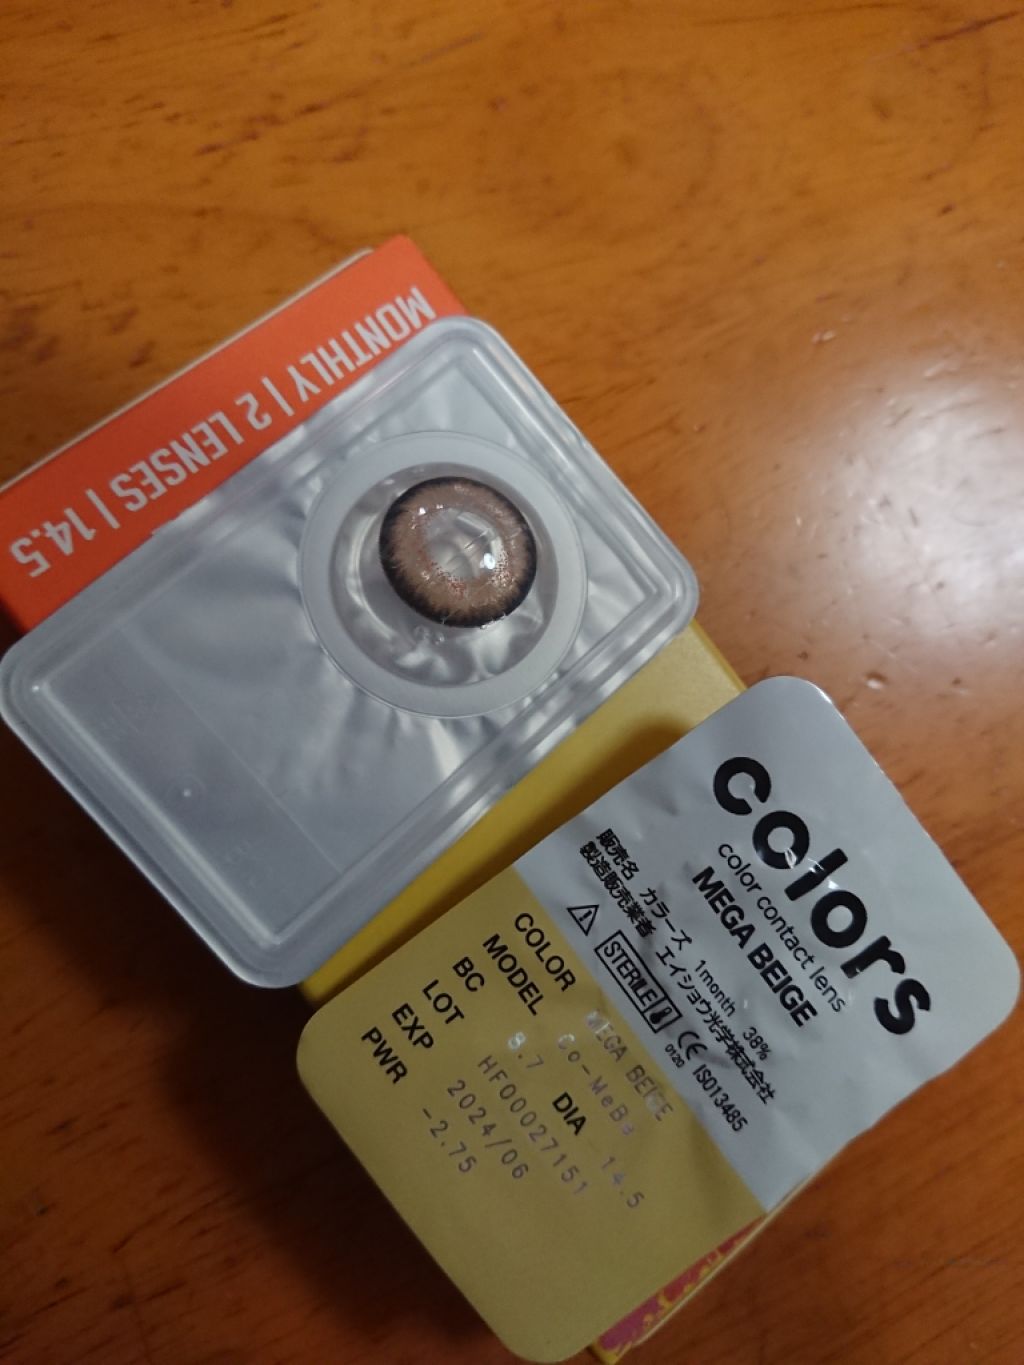 MONTHLY | 2 LENSES | 14.5
colors
color contact lens
MEGA BEIGE
販売名 カラーズ 1month 38%
製造販売業者 エイショウ光学株式会社
STERILE CE 0120 ISO13485
COLOR MEGA BEIGE
MODEL Co-MeBe
BC 8.7 DIA 14.5
LOT HF00027151
EXP 2024/06
PWR -2.75